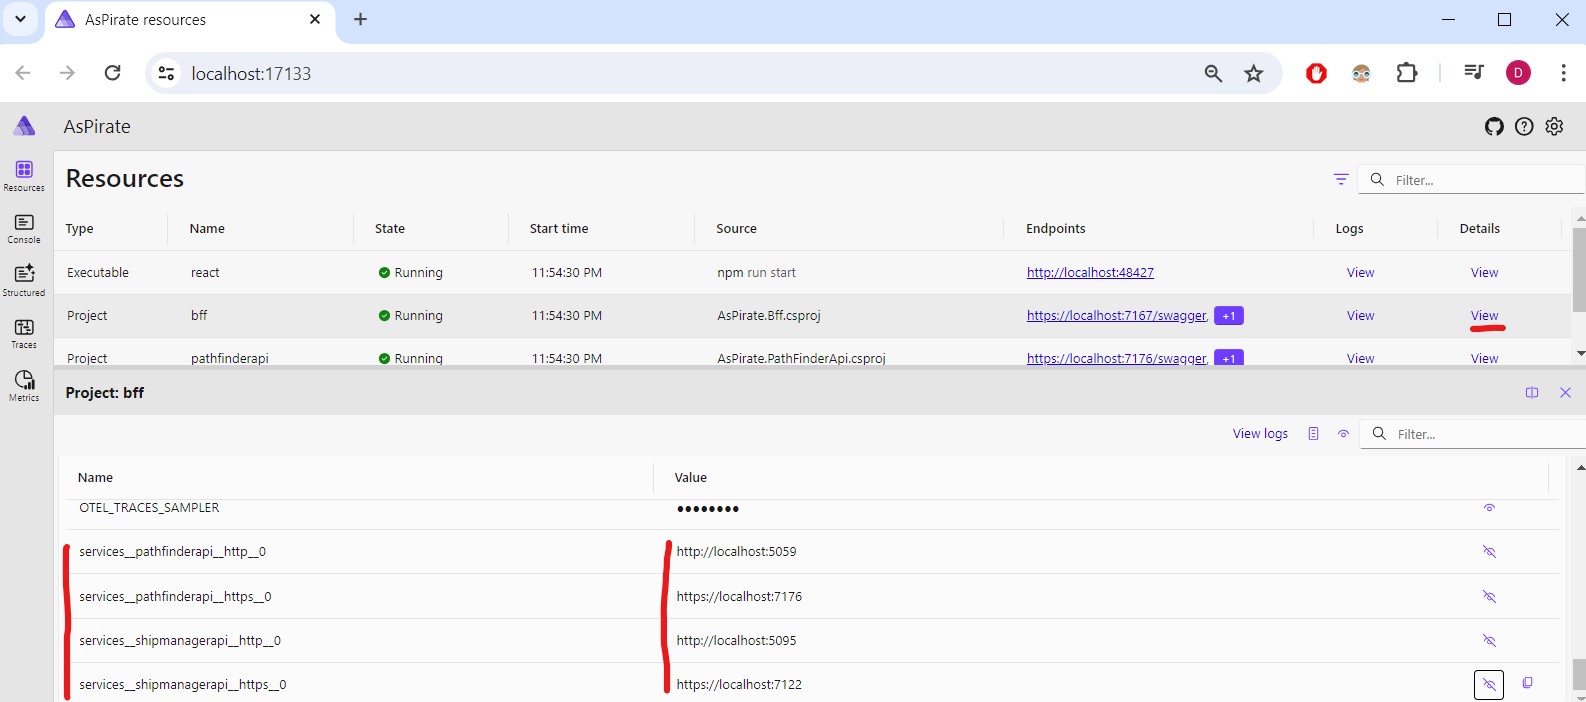 AsPirate resources
localhost:17133
D
AsPirate
Resources
Console
Structured
Traces
Metrics
Resources
Filter...
Type Name State Start time Source Endpoints Logs Details
Executable react Running 11:54:30 PM npm run start http://localhost:48427 View View
Project bff Running 11:54:30 PM AsPirate.Bff.csproj https://localhost:7167/swagger, +1 View View
Project pathfinderapi Running 11:54:30 PM AsPirate.PathFinderApi.csproj https://localhost:7176/swagger, +1 View View
Project: bff
View logs Filter...
Name Value
OTEL_TRACES_SAMPLER ●●●●●●●●
services__pathfinderapi__http__0 http://localhost:5059
services__pathfinderapi__https__0 https://localhost:7176
services__shipmanagerapi__http__0 http://localhost:5095
services__shipmanagerapi__https__0 https://localhost:7122